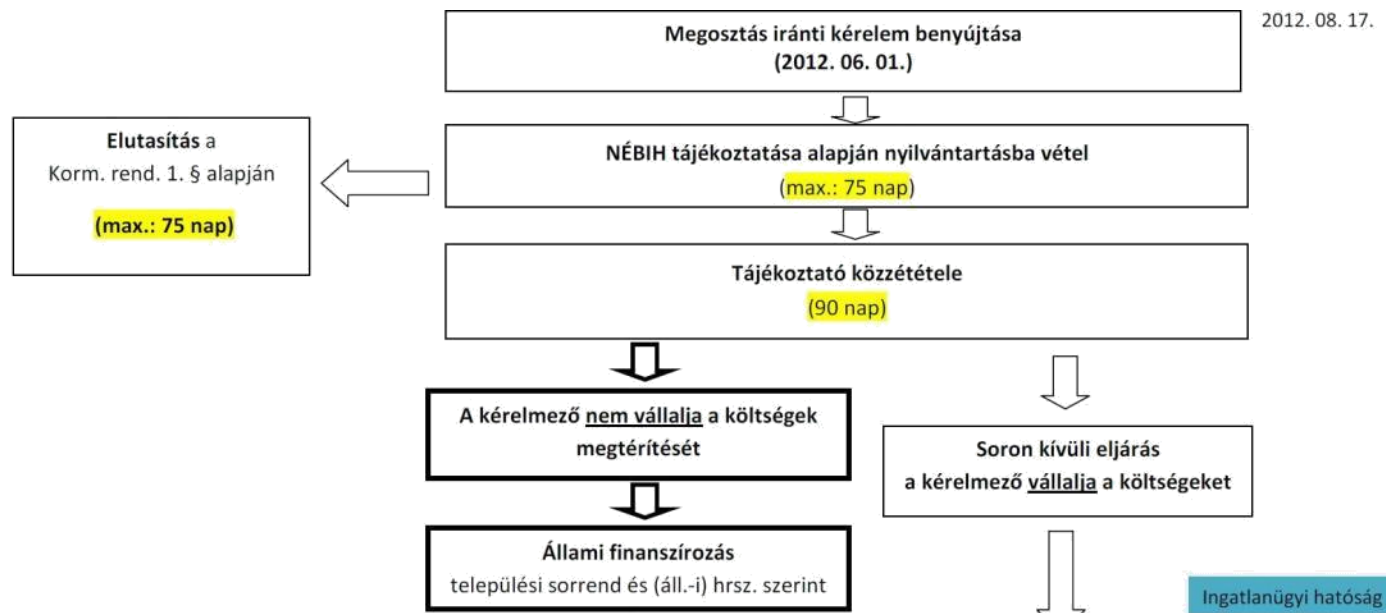 2012. 08. 17.
Megosztás iránti kérelem benyújtása
(2012. 06. 01.)
Elutasítás a
Korm. rend. 1. § alapján
(max.: 75 nap)
NÉBIH tájékoztatása alapján nyilvántartásba vétel
(max.: 75 nap)
Tájékoztató közzététele
(90 nap)
A kérelmező nem vállalja a költségek
megtérítését
Soron kívüli eljárás
a kérelmező vállalja a költségeket
Állami finanszírozás
települési sorrend és (áll.-i) hrsz. szerint
Ingatlanügyi hatóság